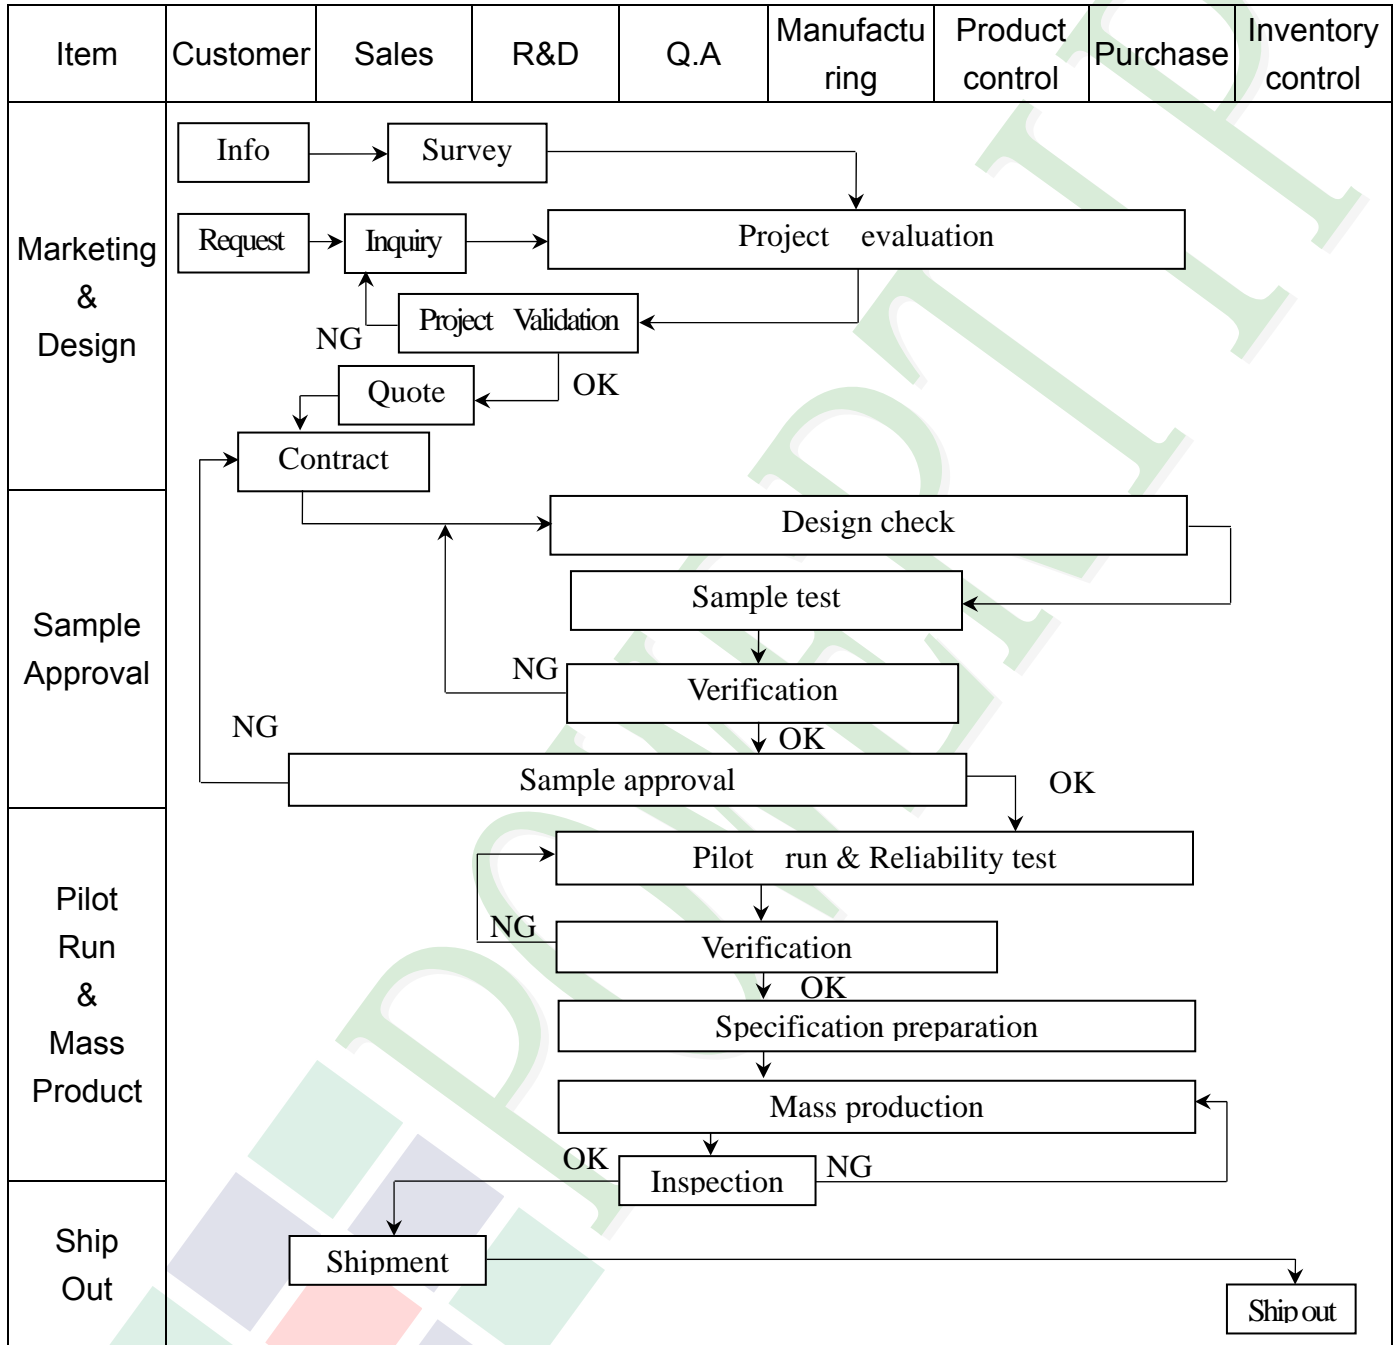 Item
Customer
Sales
R&D
Q.A
Manufactu
ring
Product
control
Purchase
Inventory
control
Marketing
&
Design
Info
Survey
Request
Inquiry
Project evaluation
NG
Project Validation
Quote
OK
Contract
Sample
Approval
Design check
Sample test
NG
Verification
NG
OK
Sample approval
OK
Pilot
Run
&
Mass
Product
Pilot run & Reliability test
NG
Verification
OK
Specification preparation
Mass production
OK
Inspection
NG
Ship
Out
Shipment
Ship out
POWERTIP